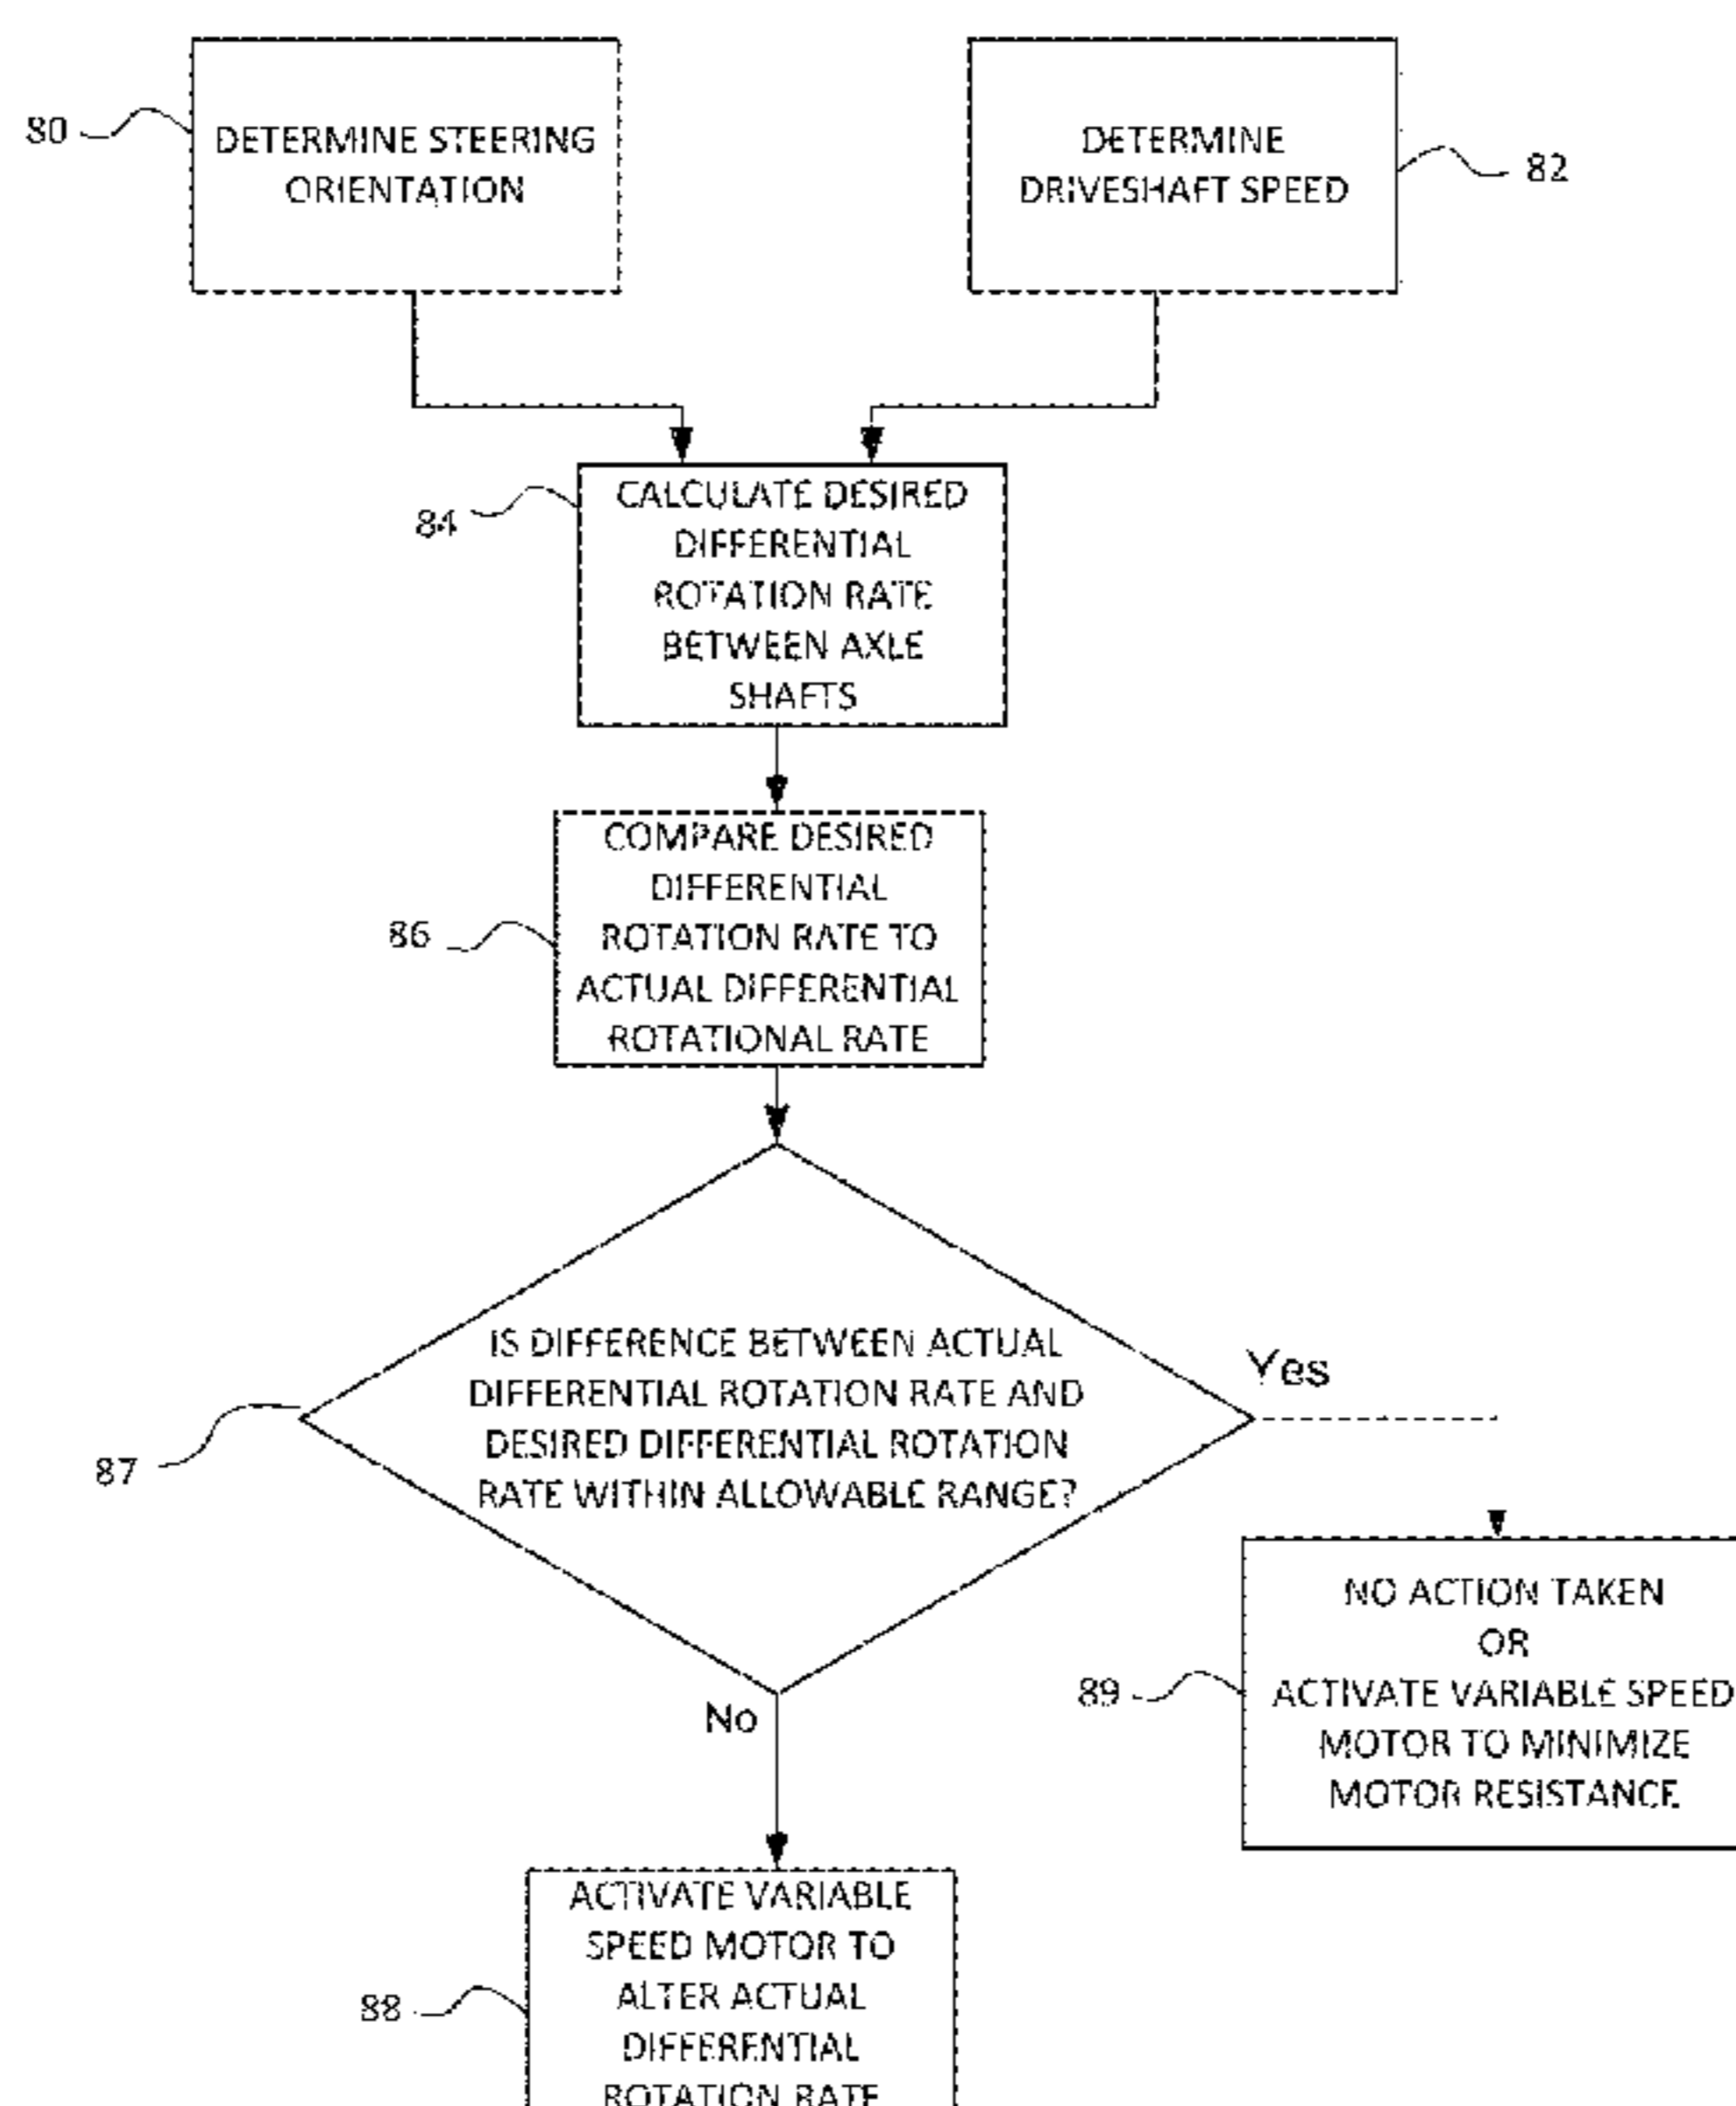 80
DETERMINE STEERING
ORIENTATION
DETERMINE
DRIVESHAFT SPEED
82
84
CALCULATE DESIRED
DIFFERENTIAL
ROTATION RATE
BETWEEN AXLE
SHAFTS
86
COMPARE DESIRED
DIFFERENTIAL
ROTATION RATE TO
ACTUAL DIFFERENTIAL
ROTATIONAL RATE
87
IS DIFFERENCE BETWEEN ACTUAL
DIFFERENTIAL ROTATION RATE AND
DESIRED DIFFERENTIAL ROTATION
RATE WITHIN ALLOWABLE RANGE?
Yes
No
89
NO ACTION TAKEN
OR
ACTIVATE VARIABLE SPEED
MOTOR TO MINIMIZE
MOTOR RESISTANCE.
88
ACTIVATE VARIABLE
SPEED MOTOR TO
ALTER ACTUAL
DIFFERENTIAL
ROTATION RATE